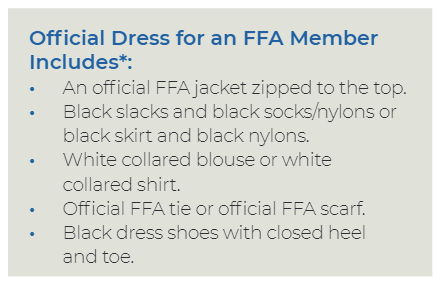 Official Dress for an FFA Member
Includes*:
• An official FFA jacket zipped to the top.
• Black slacks and black socks/nylons or
black skirt and black nylons.
• White collared blouse or white
collared shirt.
• Official FFA tie or official FFA scarf.
• Black dress shoes with closed heel
and toe.